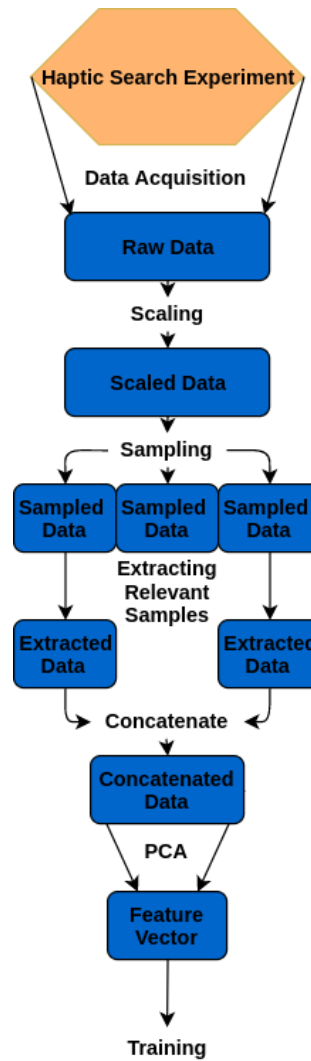 Haptic Search Experiment
Data Acquisition
Raw Data
Scaling
Scaled Data
Sampling
Sampled
Data
Sampled
Data
Sampled
Data
Extracting
Relevant
Samples
Extracted
Data
Extracted
Data
Concatenate
Concatenated
Data
PCA
Feature
Vector
Training